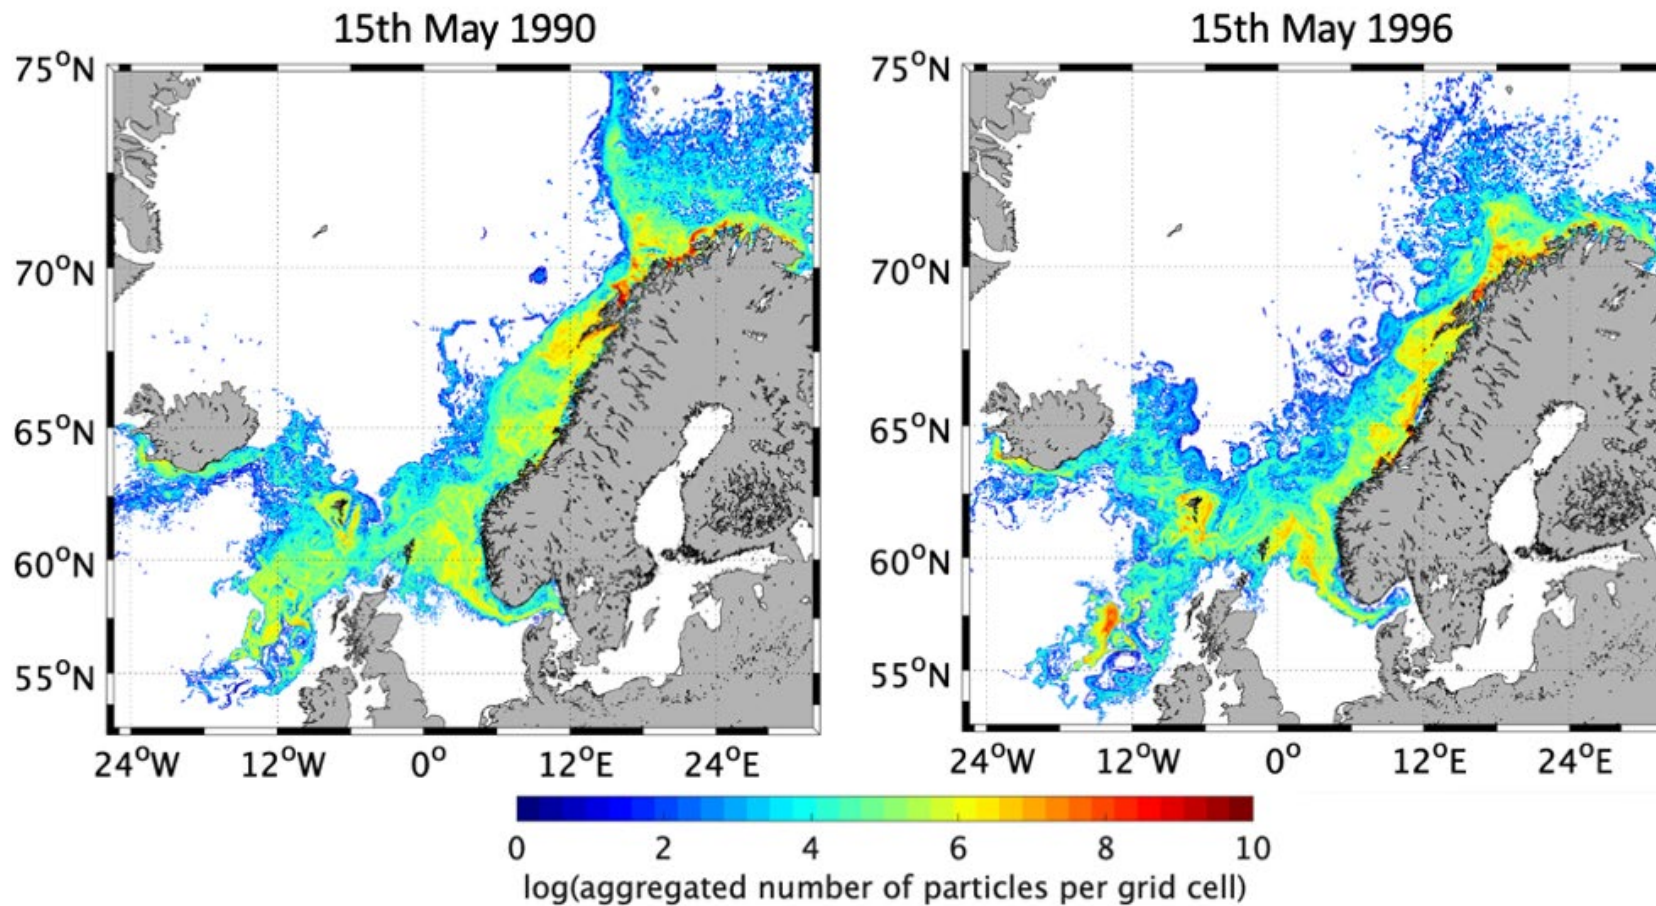 15th May 1990
15th May 1996
75°N
70°N
65°N
60°N
55°N
24°W 12°W 0° 12°E 24°E
75°N
70°N
65°N
60°N
55°N
24°W 12°W 0° 12°E 24°E
0 2 4 6 8 10
log(aggregated number of particles per grid cell)